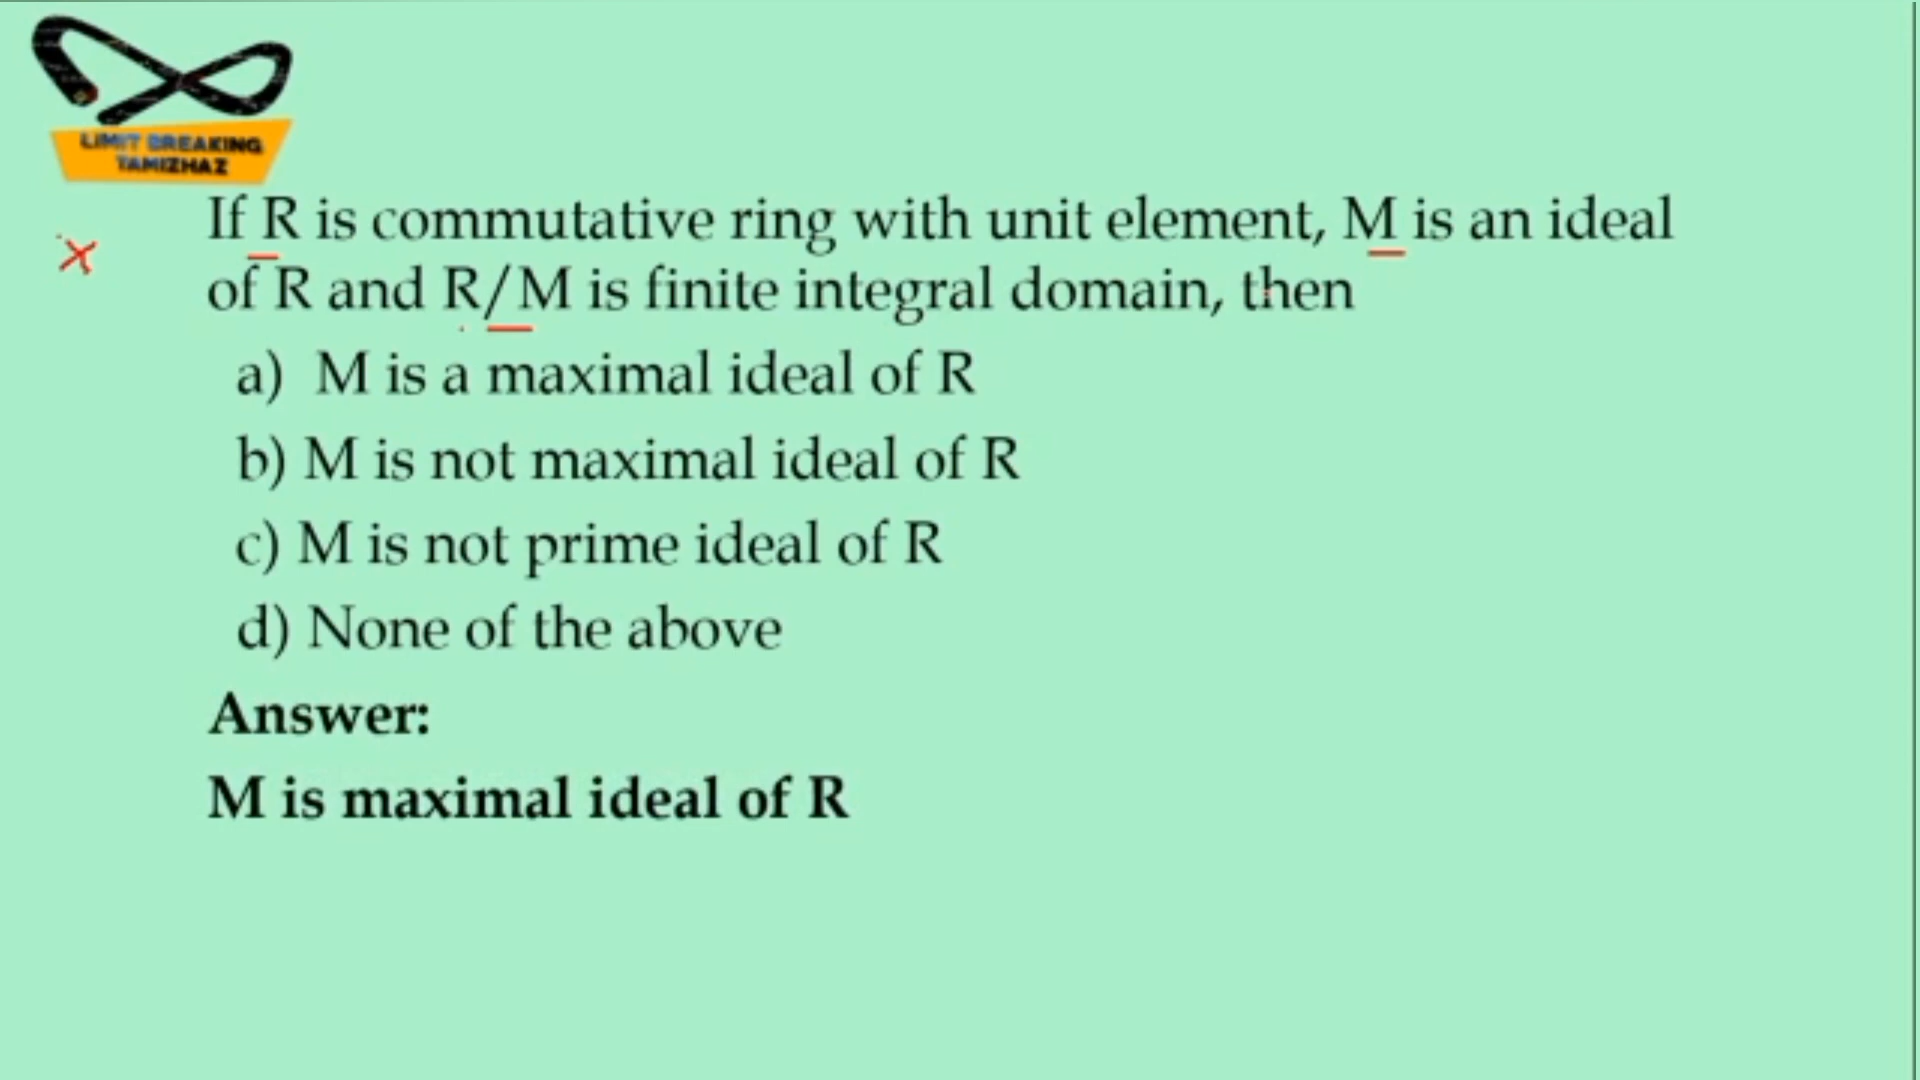 LIMIT BREAKING
TAMIZHAZ
If R is commutative ring with unit element, M is an ideal
of R and R/M is finite integral domain, then
a) M is a maximal ideal of R
b) M is not maximal ideal of R
c) M is not prime ideal of R
d) None of the above
Answer:
M is maximal ideal of R